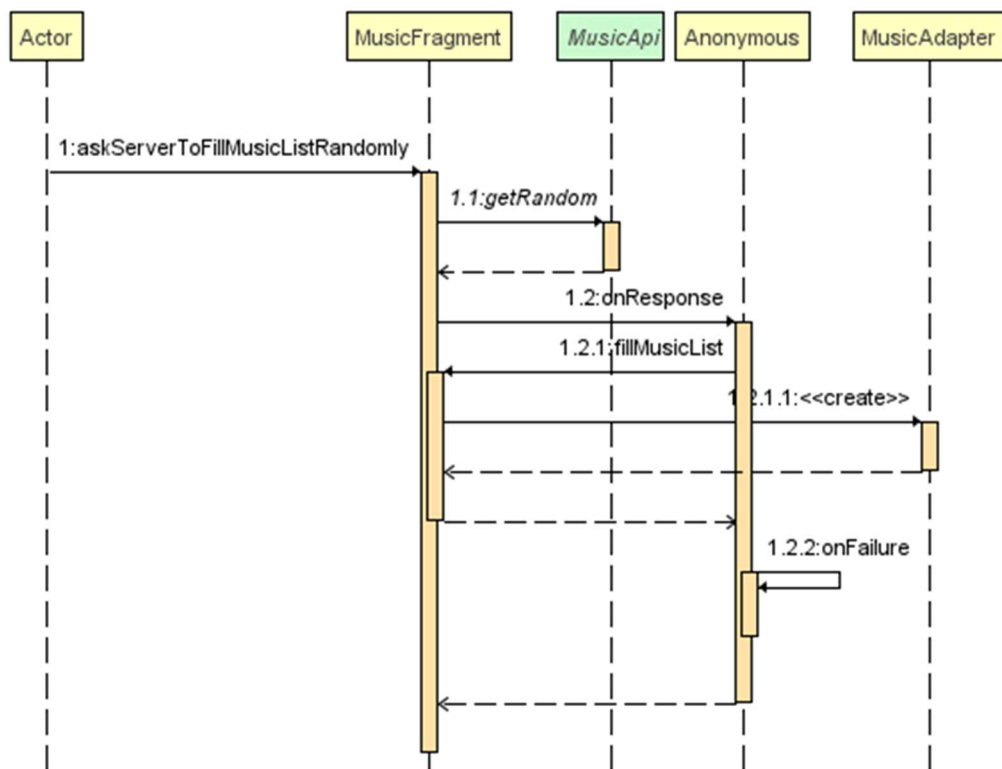 Actor
MusicFragment
MusicApi
Anonymous
MusicAdapter
1:askServerToFillMusicListRandomly
1.1:getRandom
1.2:onResponse
1.2.1:fillMusicList
1.2.1.1:<<create>>
1.2.2:onFailure